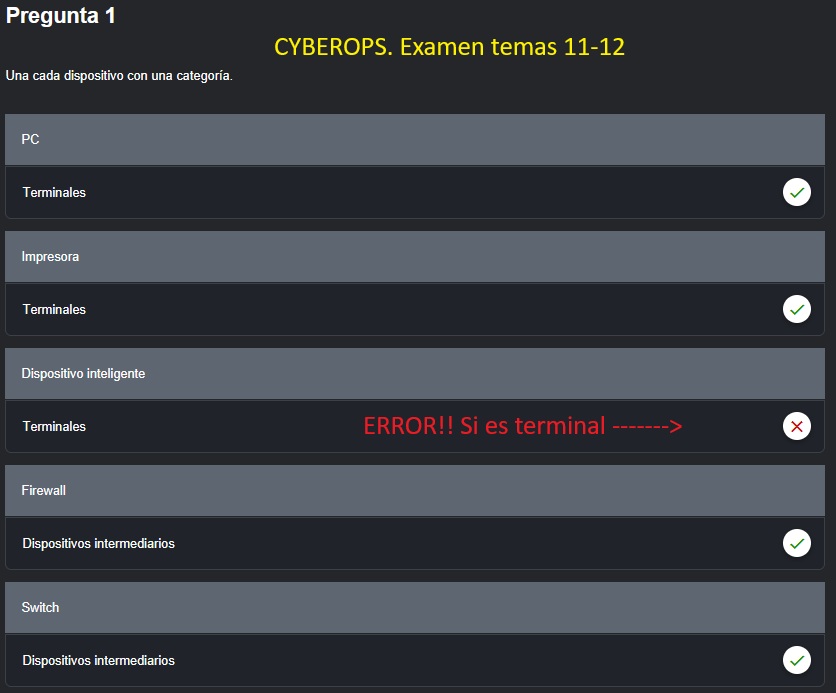 Pregunta 1
CYBEROPS. Examen temas 11-12
Una cada dispositivo con una categoría.
PC
Terminales
Impresora
Terminales
Dispositivo inteligente
Terminales
ERROR!! Si es terminal ------->
Firewall
Dispositivos intermediarios
Switch
Dispositivos intermediarios